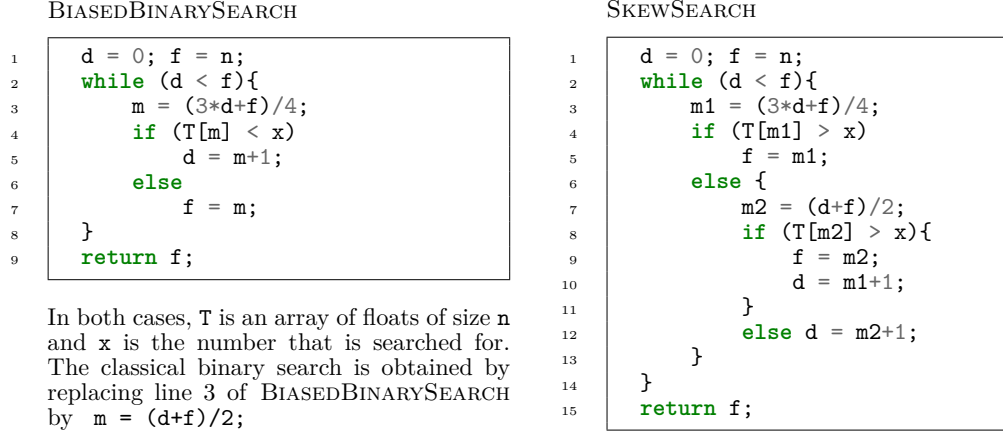 BIASEDBINARYSEARCH
1 d = 0; f = n;
2 while (d < f){
3 m = (3*d+f)/4;
4 if (T[m] < x)
5 d = m+1;
6 else
7 f = m;
8 }
9 return f;
In both cases, T is an array of floats of size n
and x is the number that is searched for.
The classical binary search is obtained by
replacing line 3 of BIASEDBINARYSEARCH
by m = (d+f)/2;
SKEWSEARCH
1 d = 0; f = n;
2 while (d < f){
3 m1 = (3*d+f)/4;
4 if (T[m1] > x)
5 f = m1;
6 else {
7 m2 = (d+f)/2;
8 if (T[m2] > x){
9 f = m2;
10 d = m1+1;
11 }
12 else d = m2+1;
13 }
14 }
15 return f;